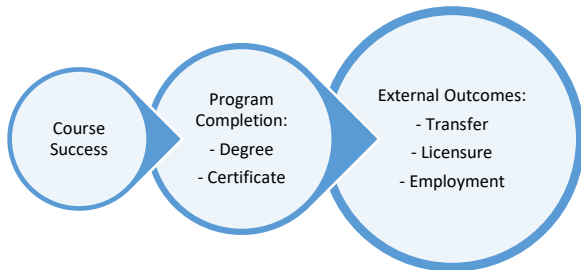 Course
Success
Program
Completion:
- Degree
- Certificate
External Outcomes:
- Transfer
- Licensure
- Employment